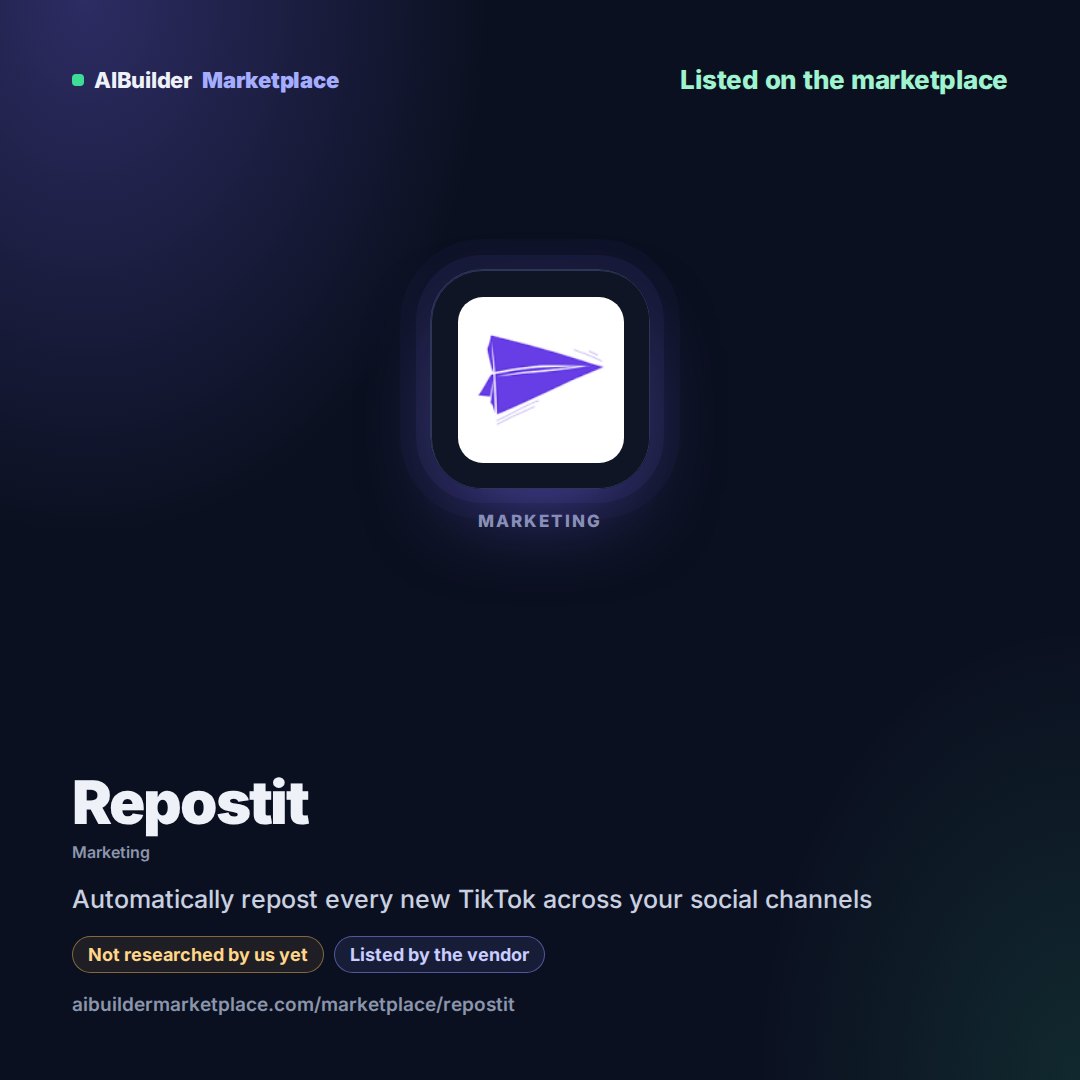 AIBuilder Marketplace
Listed on the marketplace
MARKETING
Repostit
Marketing
Automatically repost every new TikTok across your social channels
Not researched by us yet
Listed by the vendor
aibuildermarketplace.com/marketplace/repostit